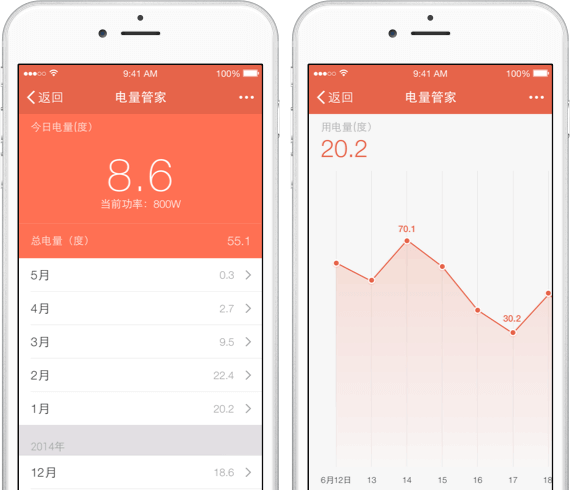 9:41 AM
100%
返回
电量管家
今日电量(度)
8.6
当前功率：800W
总电量（度）
55.1
5月
0.3
4月
2.7
3月
9.5
2月
22.4
1月
20.2
2014年
12月
18.6
9:41 AM
100%
返回
电量管家
用电量(度)
20.2
70.1
30.2
6月12日
13
14
15
16
17
18